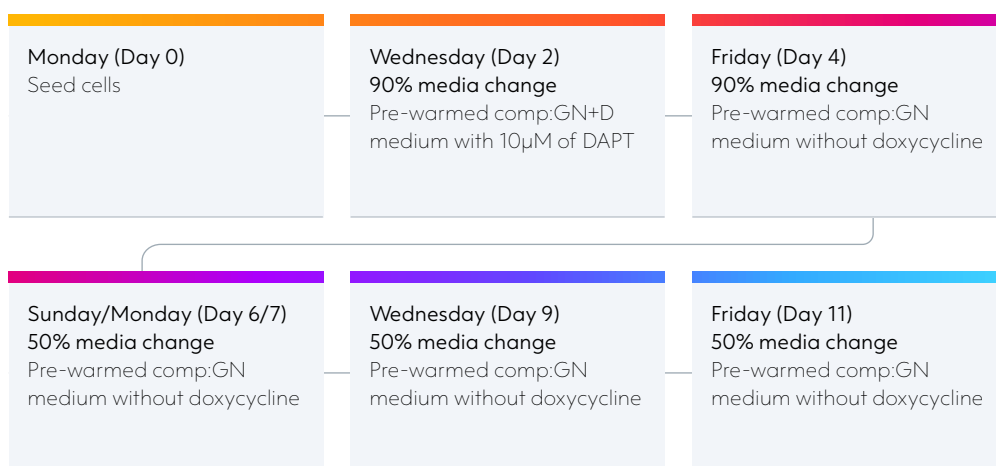 Monday (Day 0)
Seed cells
Wednesday (Day 2)
90% media change
Pre-warmed comp:GN+D
medium with 10µM of DAPT
Friday (Day 4)
90% media change
Pre-warmed comp:GN
medium without doxycycline
Sunday/Monday (Day 6/7)
50% media change
Pre-warmed comp:GN
medium without doxycycline
Wednesday (Day 9)
50% media change
Pre-warmed comp:GN
medium without doxycycline
Friday (Day 11)
50% media change
Pre-warmed comp:GN
medium without doxycycline